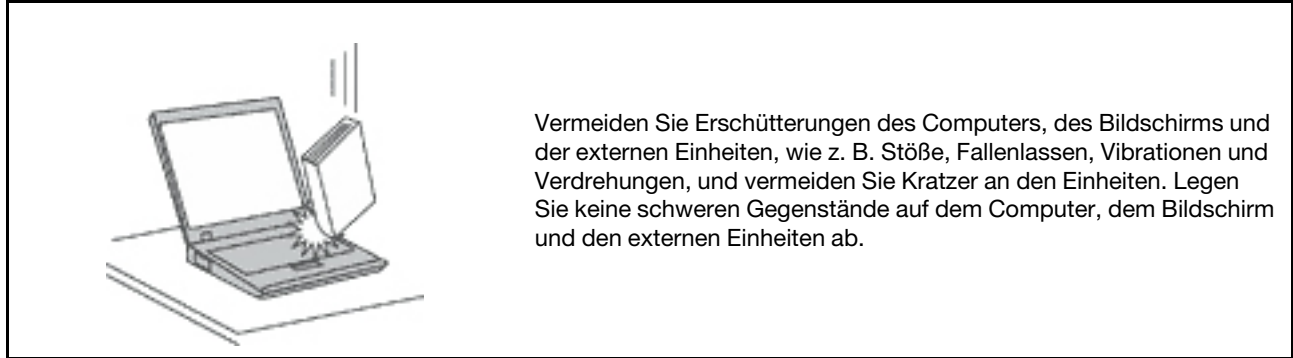 Vermeiden Sie Erschütterungen des Computers, des Bildschirms und
der externen Einheiten, wie z. B. Stöße, Fallenlassen, Vibrationen und
Verdrehungen, und vermeiden Sie Kratzer an den Einheiten. Legen
Sie keine schweren Gegenstände auf dem Computer, dem Bildschirm
und den externen Einheiten ab.